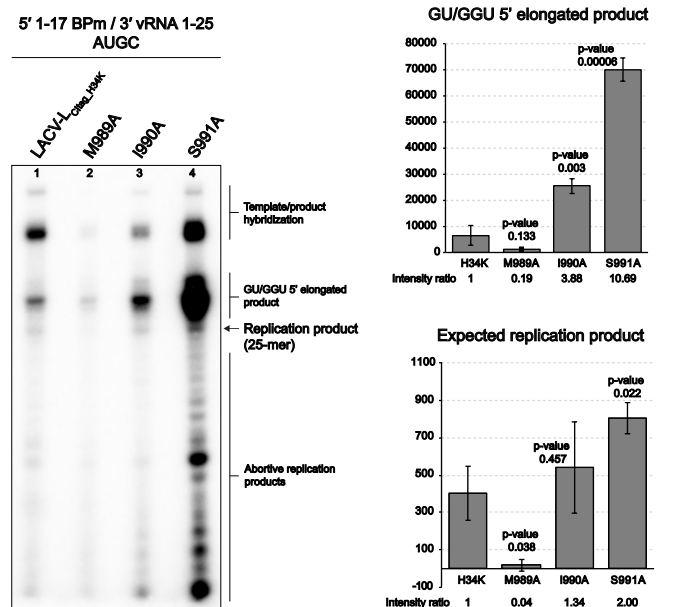 5′ 1-17 BPm / 3′ vRNA 1-25
AUGC
LACV-LCItag_H34K
M989A
I990A
S991A
1 2 3 4
Template/product
hybridization
GU/GGU 5′ elongated
product
Replication product
(25-mer)
Abortive replication
products
GU/GGU 5′ elongated product
80000
70000
60000
50000
40000
30000
20000
10000
0
p-value
0.133
p-value
0.003
p-value
0.00006
H34K M989A I990A S991A
Intensity ratio 1 0.19 3.88 10.69
Expected replication product
1100
900
700
500
300
100
-100
p-value
0.038
p-value
0.457
p-value
0.022
H34K M989A I990A S991A
Intensity ratio 1 0.04 1.34 2.00